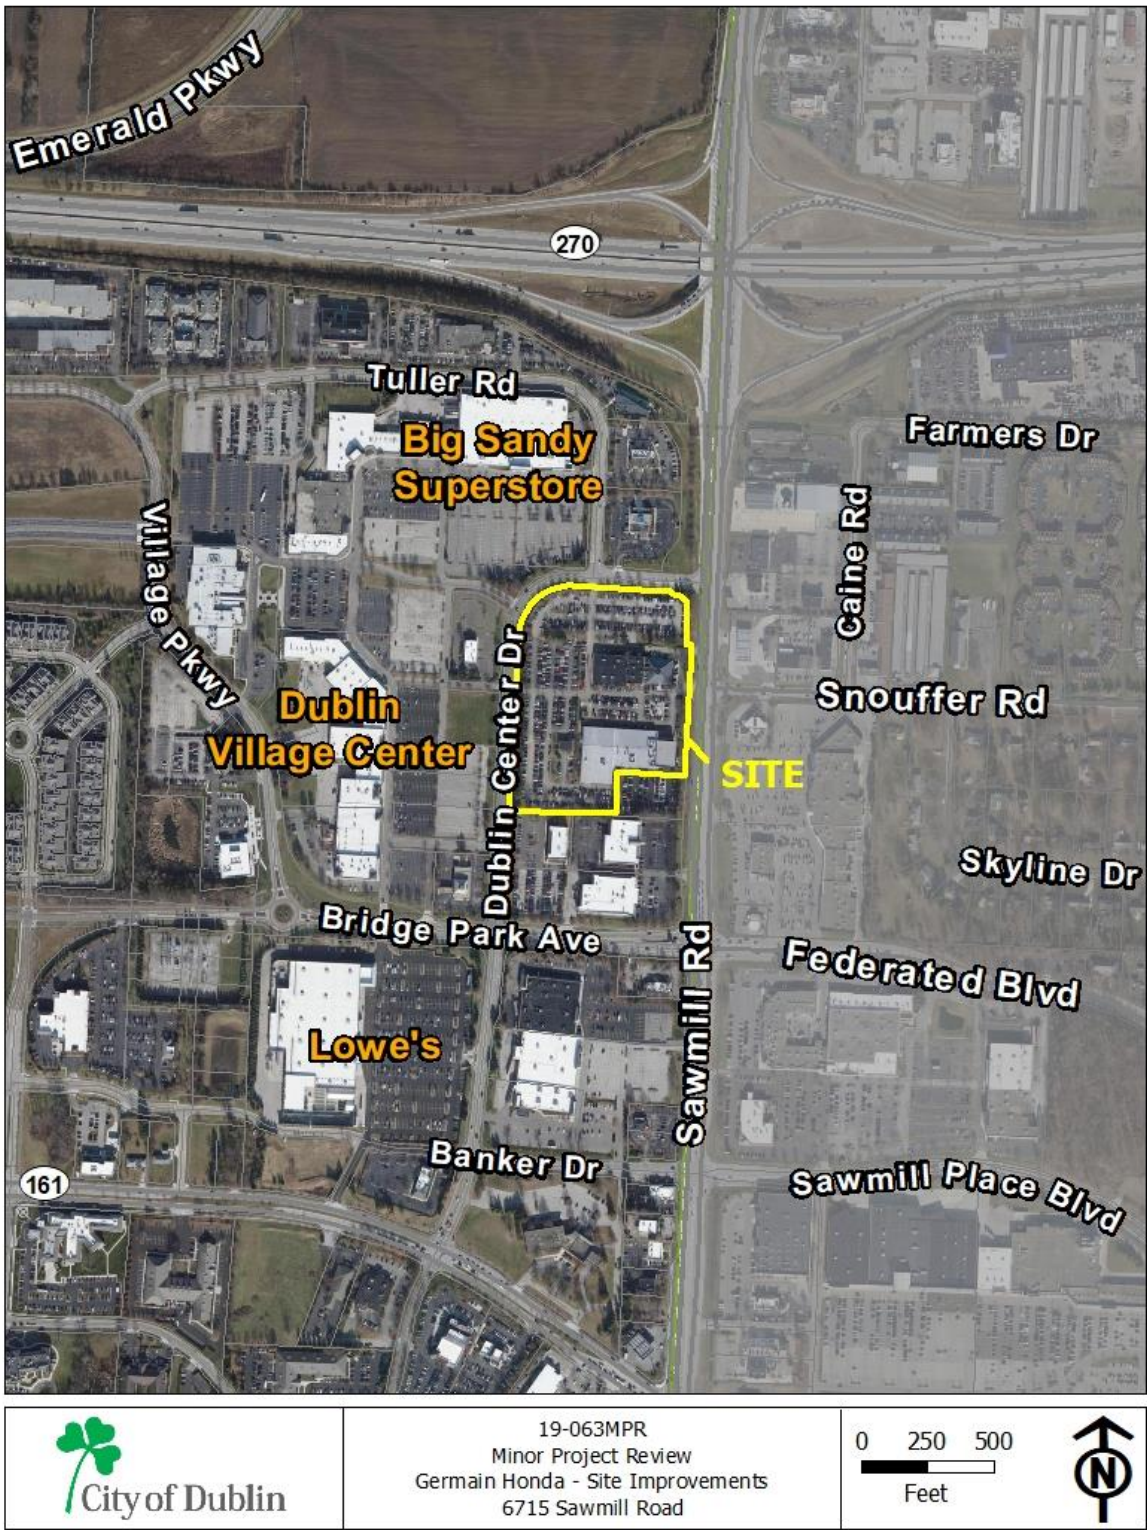 Emerald Pkwy
270
Tuller Rd
Big Sandy
Superstore
Farmers Dr
Caine Rd
Village Pkwy
Dublin Center Dr
Snouffer Rd
Dublin
Village Center
SITE
Skyline Dr
Bridge Park Ave
Sawmill Rd
Federated Blvd
Lowe's
Banker Dr
161
Sawmill Place Blvd
City of Dublin
19-063MPR
Minor Project Review
Germain Honda - Site Improvements
6715 Sawmill Road
0 250 500
Feet
N